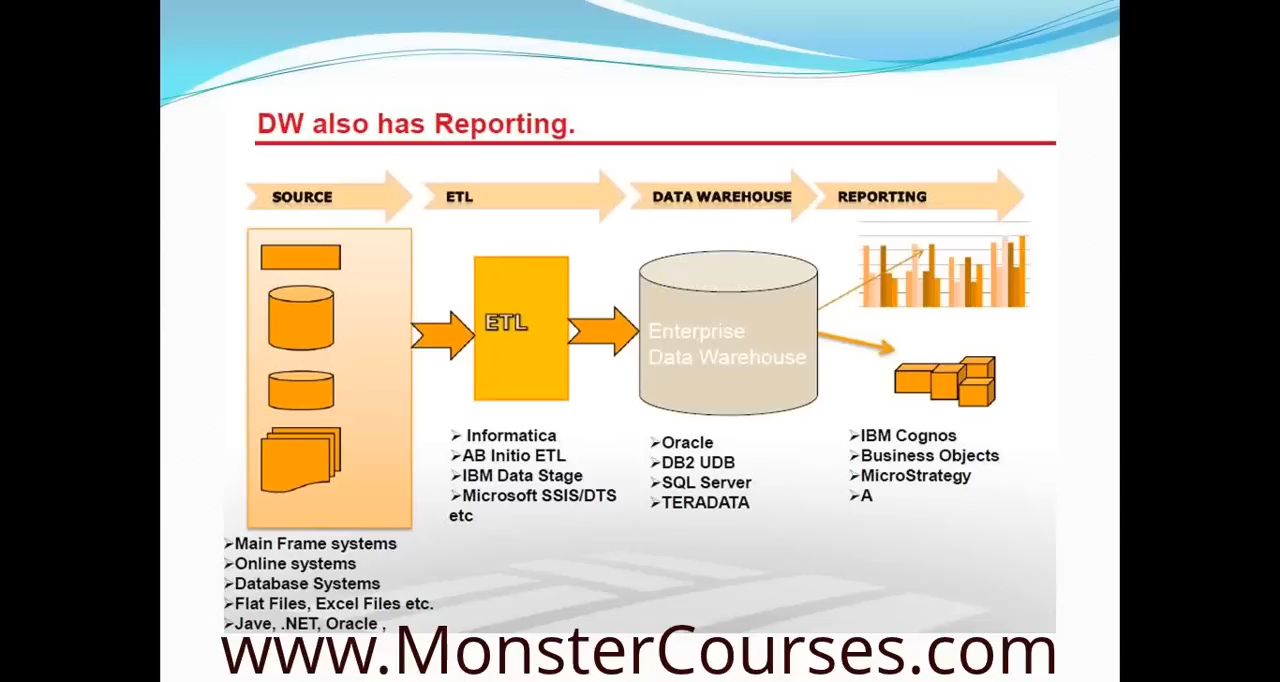 DW also has Reporting.
SOURCE
ETL
DATA WAREHOUSE
REPORTING
ETL
Enterprise
Data Warehouse
➢Informatica
➢AB Initio ETL
➢IBM Data Stage
➢Microsoft SSIS/DTS
etc
➢Oracle
➢DB2 UDB
➢SQL Server
➢TERADATA
➢IBM Cognos
➢Business Objects
➢MicroStrategy
➢A
➢Main Frame systems
➢Online systems
➢Database Systems
➢Flat Files, Excel Files etc.
➢Jave, .NET, Oracle ,
www.MonsterCourses.com